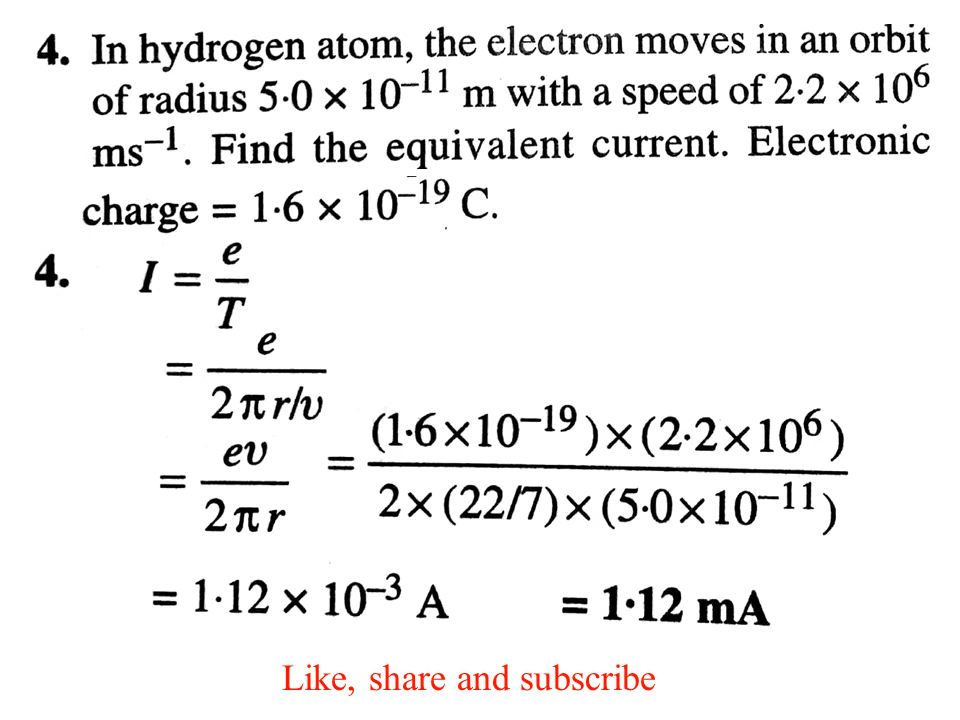 4. In hydrogen atom, the electron moves in an orbit
of radius 5·0 × 10⁻¹¹ m with a speed of 2·2 × 10⁶
ms⁻¹. Find the equivalent current. Electronic
charge = 1·6 × 10⁻¹⁹ C.
4. I = e/T
= e/(2πr/υ)
= eυ/(2πr) = ((1·6×10⁻¹⁹)×(2·2×10⁶))/(2×(22/7)×(5·0×10⁻¹¹))
= 1·12 × 10⁻³ A = 1·12 mA
Like, share and subscribe